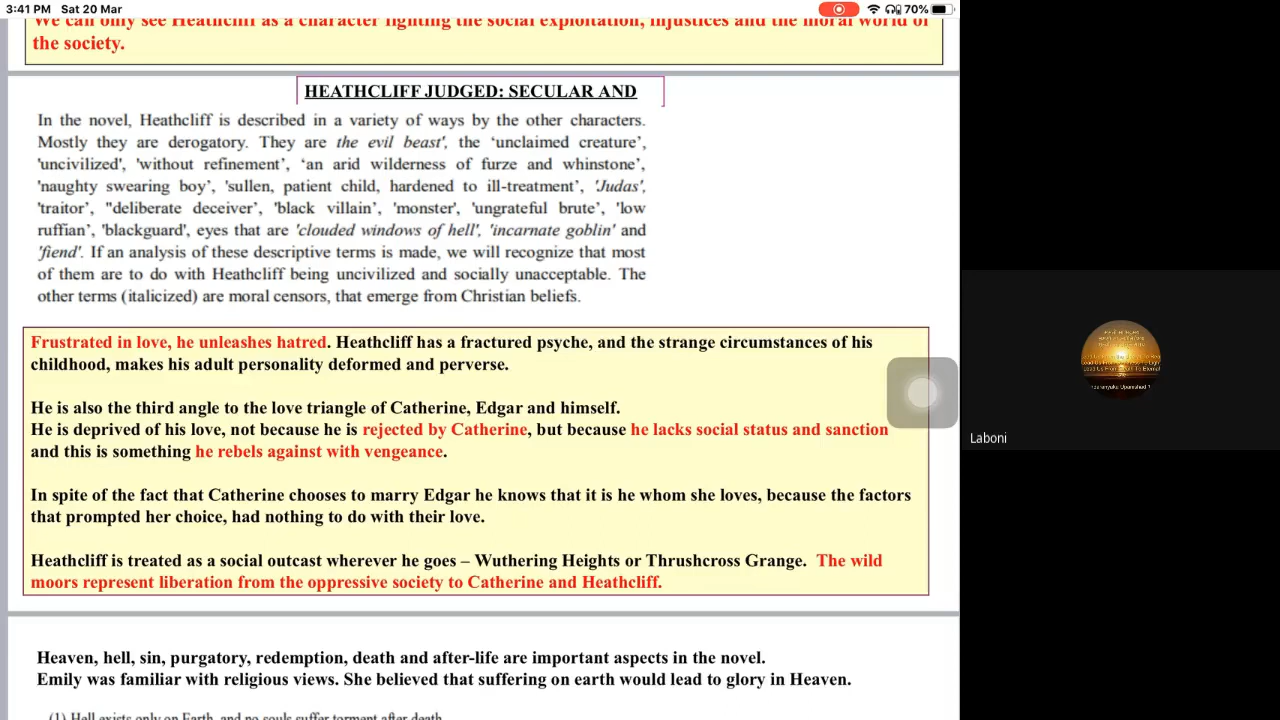 3:41 PM Sat 20 Mar
70%
We can only see Heathcliff as a character fighting the social exploitation, injustices and the moral world of
the society.
HEATHCLIFF JUDGED: SECULAR AND
In the novel, Heathcliff is described in a variety of ways by the other characters.
Mostly they are derogatory. They are the evil beast', the ‘unclaimed creature’,
'uncivilized', 'without refinement’, ‘an arid wilderness of furze and whinstone’,
'naughty swearing boy’, 'sullen, patient child, hardened to ill-treatment’, 'Judas',
'traitor’, "deliberate deceiver’, 'black villain’, 'monster', 'ungrateful brute’, 'low
ruffian’, 'blackguard', eyes that are 'clouded windows of hell', 'incarnate goblin' and
'fiend'. If an analysis of these descriptive terms is made, we will recognize that most
of them are to do with Heathcliff being uncivilized and socially unacceptable. The
other terms (italicized) are moral censors, that emerge from Christian beliefs.
Frustrated in love, he unleashes hatred. Heathcliff has a fractured psyche, and the strange circumstances of his
childhood, makes his adult personality deformed and perverse.
He is also the third angle to the love triangle of Catherine, Edgar and himself.
He is deprived of his love, not because he is rejected by Catherine, but because he lacks social status and sanction
and this is something he rebels against with vengeance.
In spite of the fact that Catherine chooses to marry Edgar he knows that it is he whom she loves, because the factors
that prompted her choice, had nothing to do with their love.
Heathcliff is treated as a social outcast wherever he goes – Wuthering Heights or Thrushcross Grange. The wild
moors represent liberation from the oppressive society to Catherine and Heathcliff.
Heaven, hell, sin, purgatory, redemption, death and after-life are important aspects in the novel.
Emily was familiar with religious views. She believed that suffering on earth would lead to glory in Heaven.
(1) Hell exists only on Earth, and no souls suffer torment after death
Laboni